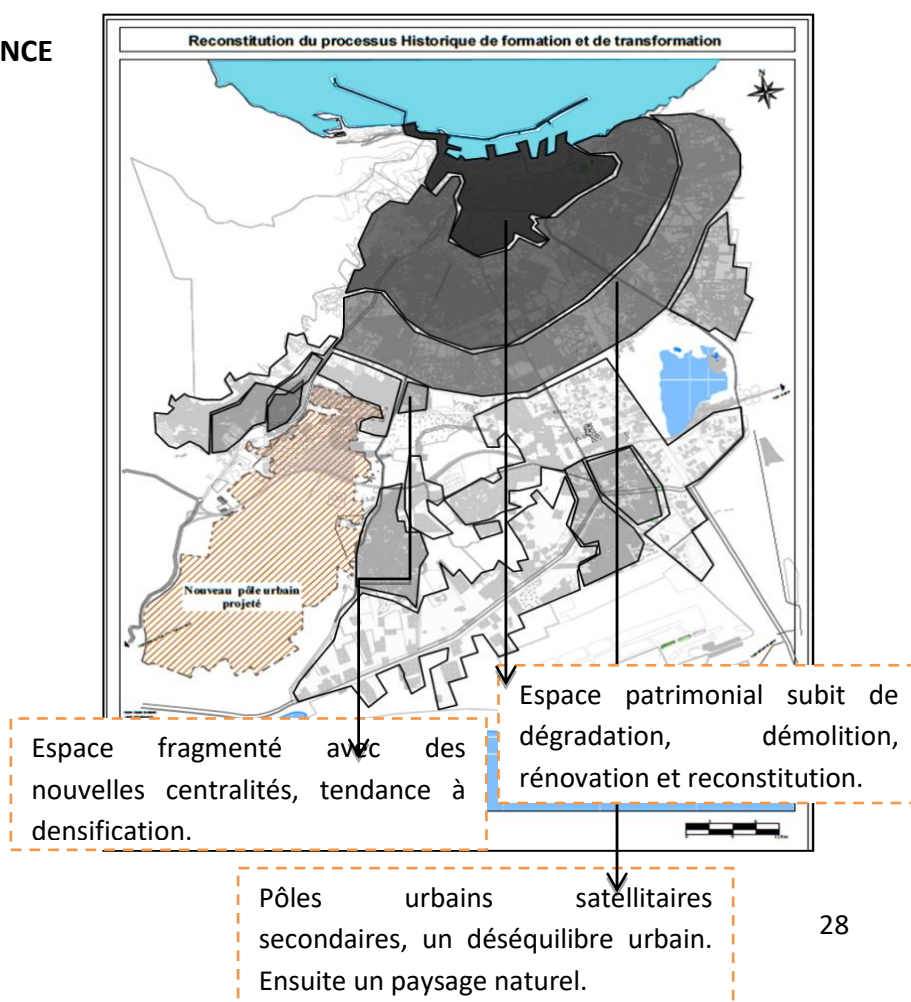 NCE
Reconstitution du processus Historique de formation et de transformation
N
Nouveau pôle urbain
projeté
Espace patrimonial subit de
dégradation, démolition,
rénovation et reconstitution.
Espace fragmenté avec des
nouvelles centralités, tendance à
densification.
Pôles urbains satellitaires
secondaires, un déséquilibre urbain.
Ensuite un paysage naturel.
28